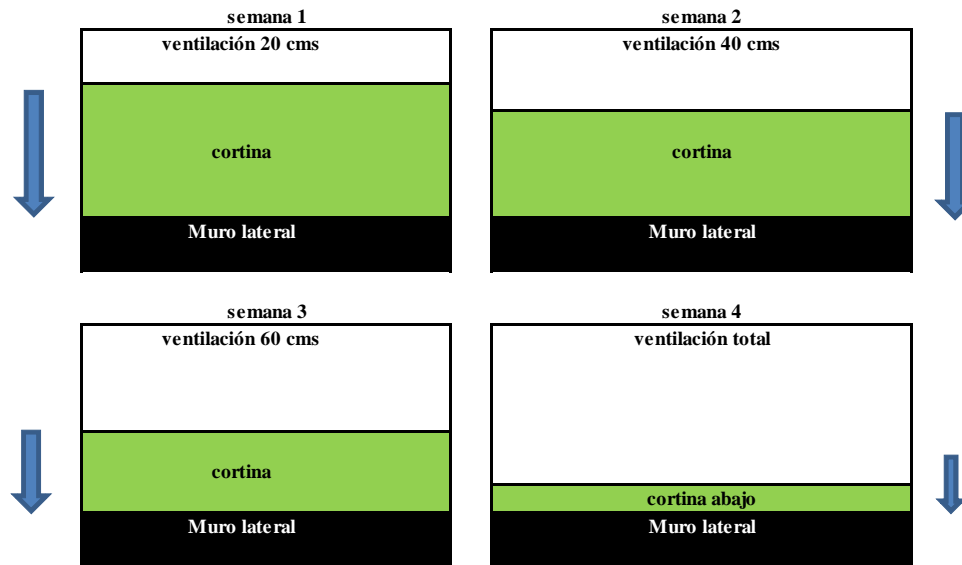 semana 1
ventilación 20 cms
cortina
Muro lateral
semana 2
ventilación 40 cms
cortina
Muro lateral
semana 3
ventilación 60 cms
cortina
Muro lateral
semana 4
ventilación total
cortina abajo
Muro lateral